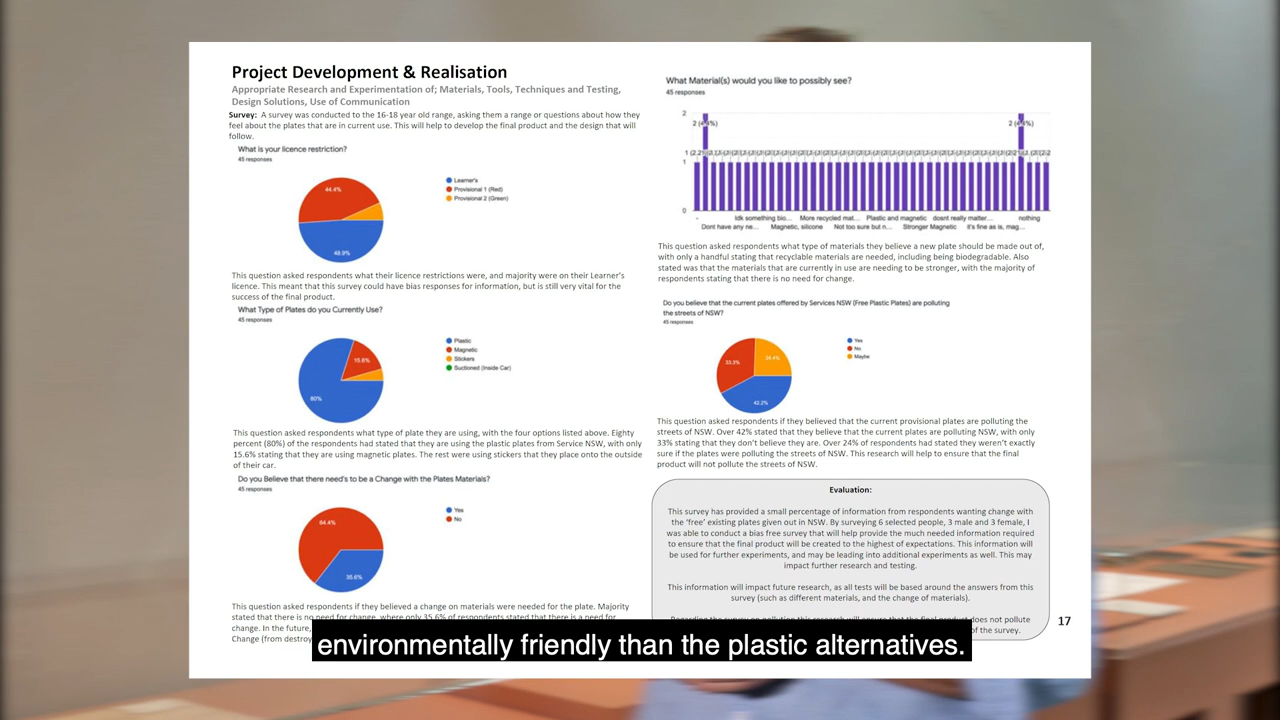 Project Development & Realisation
Appropriate Research and Experimentation of; Materials, Tools, Techniques and Testing,
Design Solutions, Use of Communication
Survey: A survey was conducted to the 16-18 year old range, asking them a range or questions about how they
feel about the plates that are in current use. This will help to develop the final product and the design that will
follow.
What is your licence restriction?
45 responses
Learner's
Provisional 1 (Red)
Provisional 2 (Green)
44.4%
48.9%
This question asked respondents what their licence restrictions were, and majority were on their Learner's
licence. This meant that this survey could have bias responses for information, but is still very vital for the
success of the final product.
What Type of Plates do you Currently Use?
45 responses
Plastic
Magnetic
Stickers
Suctioned (Inside Car)
15.6%
80%
This question asked respondents what type of plate they are using, with the four options listed above. Eighty
percent (80%) of the respondents had stated that they are using the plastic plates from Service NSW, with only
15.6% stating that they are using magnetic plates. The rest were using stickers that they place onto the outside
of their car.
Do you Believe that there need's to be a Change with the Plates Materials?
45 responses
Yes
No
64.4%
35.6%
This question asked respondents if they believed a change on materials were needed for the plate. Majority
stated that there is no need for change, where only 35.6% of respondents stated that there is a need for
change. In the future,
Change (from destroy
What Material(s) would you like to possibly see?
45 responses
2
1
0
2 (4.4%)
2 (4.4%)
-
Idk something bio...
More recycled mat...
Plastic and magnetic
dosnt really matter...
nothing
Dont have any ne...
Magnetic, silicone
Not too sure but n...
Stronger Magnetic
it's fine as is, mag...
This question asked respondents what type of materials they believe a new plate should be made out of,
with only a handful stating that recyclable materials are needed, including being biodegradable. Also
stated was that the materials that are currently in use are needing to be stronger, with the majority of
respondents stating that there is no need for change.
Do you believe that the current plates offered by Services NSW (Free Plastic Plates) are polluting
the streets of NSW?
45 responses
Yes
No
Maybe
33.3%
24.4%
42.2%
This question asked respondents if they believed that the current provisional plates are polluting the
streets of NSW. Over 42% stated that they believe that the current plates are polluting NSW, with only
33% stating that they don't believe they are. Over 24% of respondents had stated they weren't exactly
sure if the plates were polluting the streets of NSW. This research will help to ensure that the final
product will not pollute the streets of NSW.
Evaluation:
This survey has provided a small percentage of information from respondents wanting change with
the 'free' existing plates given out in NSW. By surveying 6 selected people, 3 male and 3 female, I
was able to conduct a bias free survey that will help provide the much needed information required
to ensure that the final product will be created to the highest of expectations. This information will
be used for further experiments, and may be leading into additional experiments as well. This may
impact further research and testing.
This information will impact future research, as all tests will be based around the answers from this
survey (such as different materials, and the change of materials).
does not pollute
of the survey.
17
environmentally friendly than the plastic alternatives.